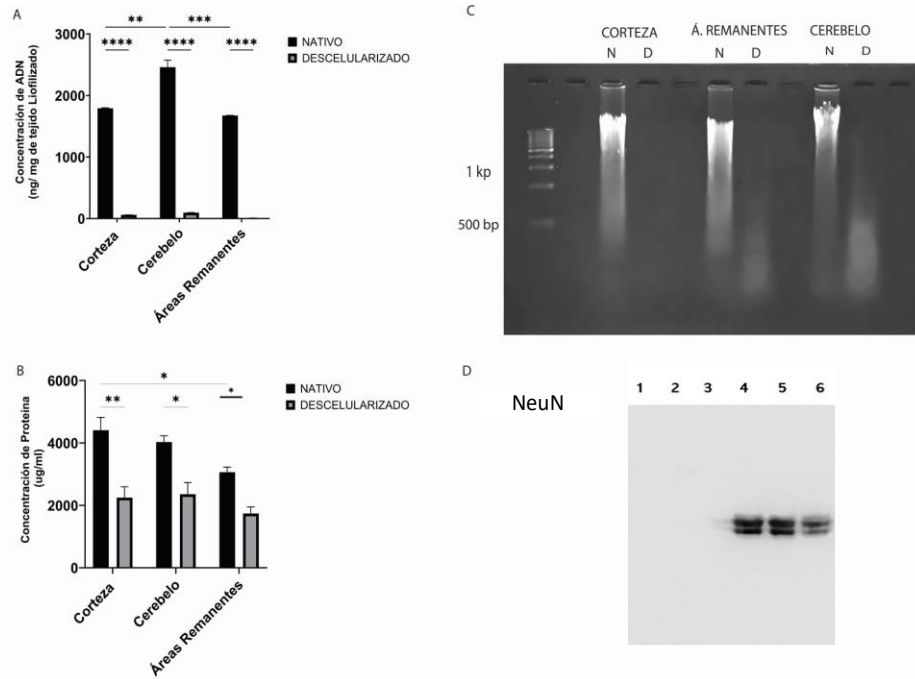 A
** ***
**** **** ****
NATIVO
DESCELULARIZADO
Concentración de ADN
(ng/ mg de tejido Liofilizado)
3000
2000
1000
0
Corteza
Cerebelo
Áreas Remanentes
B
*
** * *
NATIVO
DESCELULARIZADO
Concentración de Proteina
(ug/ml)
6000
4000
2000
0
Corteza
Cerebelo
Áreas Remanentes
C
CORTEZA Á. REMANENTES CEREBELO
N D N D N D
1 kp
500 bp
D
NeuN
1 2 3 4 5 6